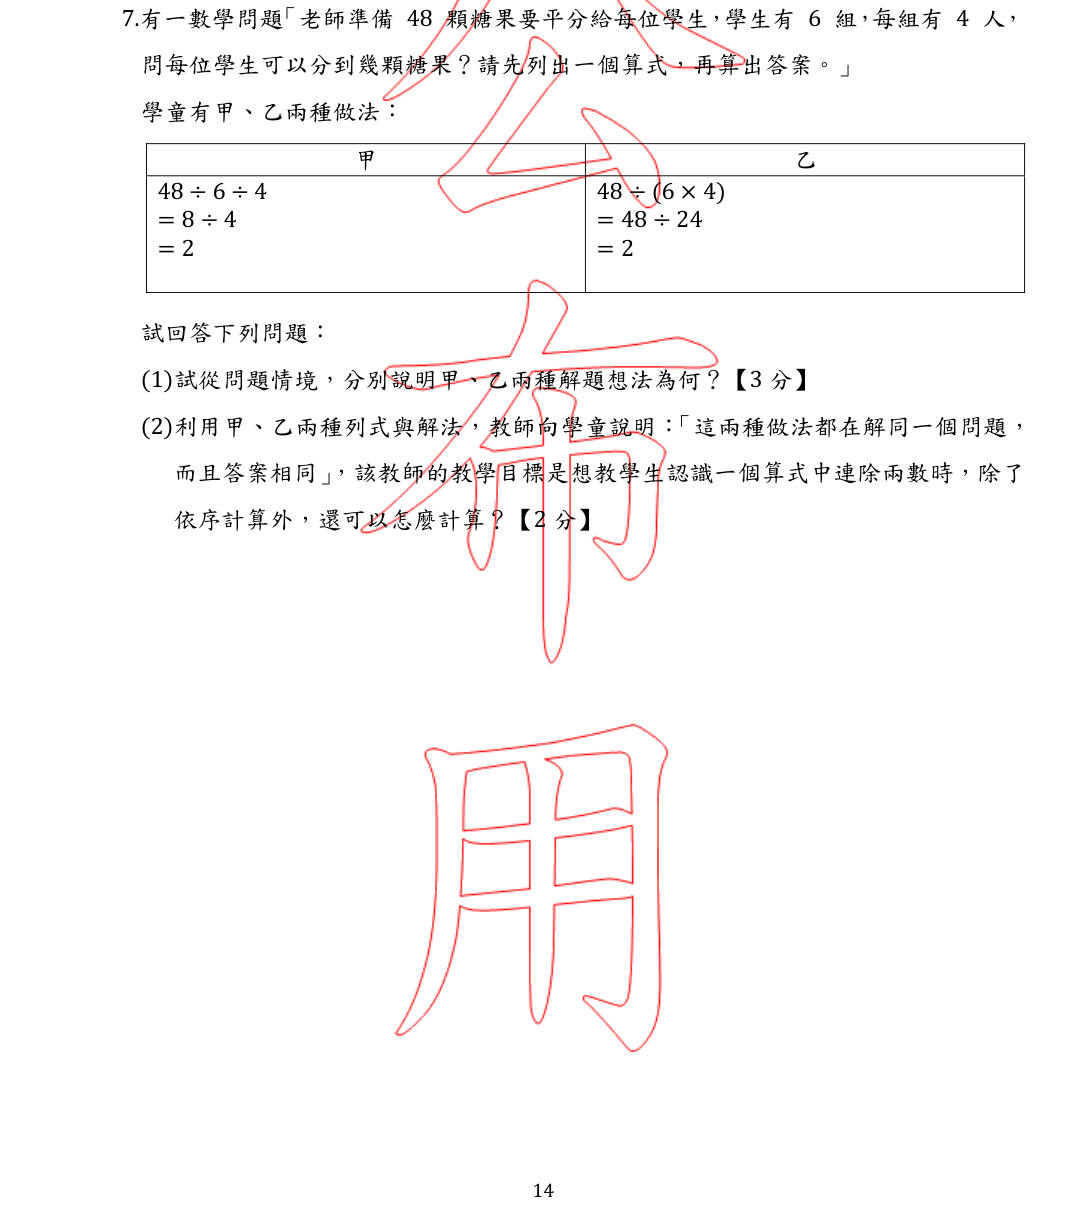 7.有一數學問題「老師準備 48 顆糖果要平分給每位學生，學生有 6 組，每組有 4 人，
問每位學生可以分到幾顆糖果？請先列出一個算式，再算出答案。」
學童有甲、乙兩種做法：
甲 乙
48 ÷ 6 ÷ 4 48 ÷ (6 × 4)
= 8 ÷ 4 = 48 ÷ 24
= 2 = 2
試回答下列問題：
(1)試從問題情境，分別說明甲、乙兩種解題想法為何？【3 分】
(2)利用甲、乙兩種列式與解法，教師向學童說明：「這兩種做法都在解同一個問題，
而且答案相同」，該教師的教學目標是想教學生認識一個算式中連除兩數時，除了
依序計算外，還可以怎麼計算？【2 分】
公
布
用
14